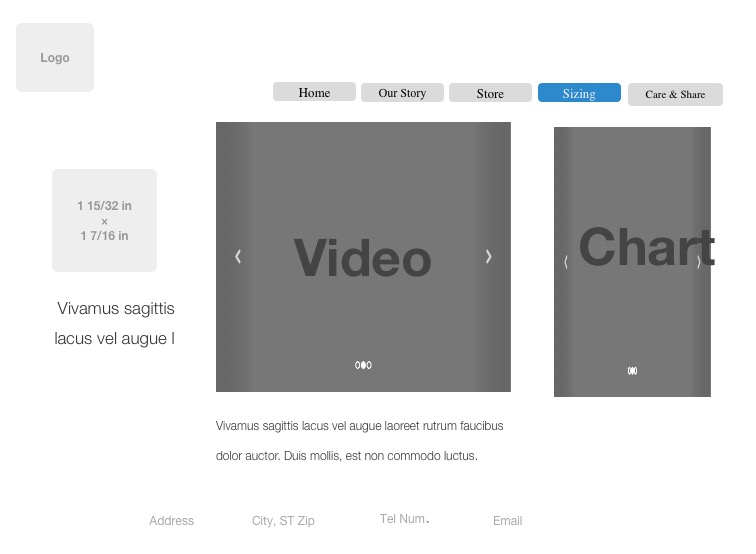 Logo
Home
Our Story
Store
Sizing
Care & Share
1 15/32 in
×
1 7/16 in
Vivamus sagittis
lacus vel augue l
Video
Chart
Vivamus sagittis lacus vel augue laoreet rutrum faucibus
dolor auctor. Duis mollis, est non commodo luctus.
Address
City, ST Zip
Tel Num.
Email